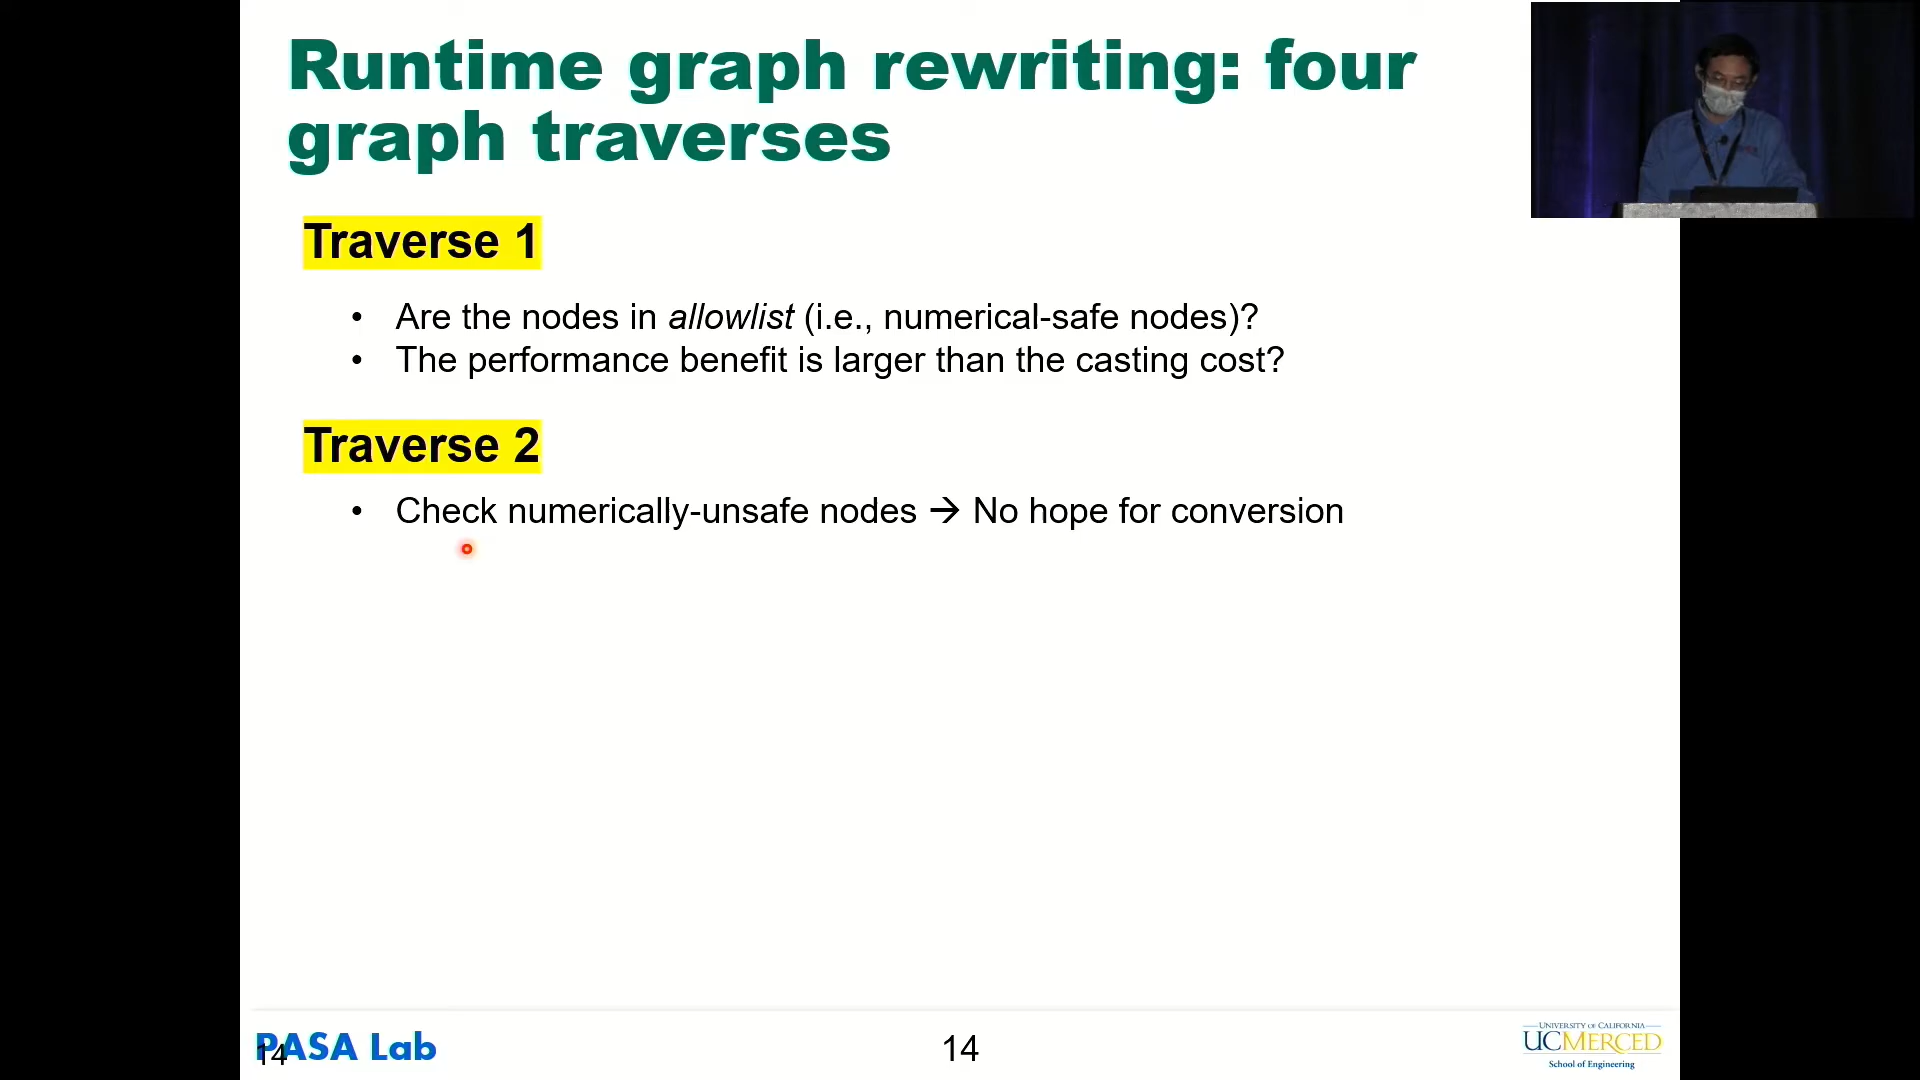 Runtime graph rewriting: four
graph traverses
Traverse 1
• Are the nodes in allowlist (i.e., numerical-safe nodes)?
• The performance benefit is larger than the casting cost?
Traverse 2
• Check numerically-unsafe nodes → No hope for conversion
PASA Lab
14
14
UNIVERSITY OF CALIFORNIA
UCMERCED
School of Engineering